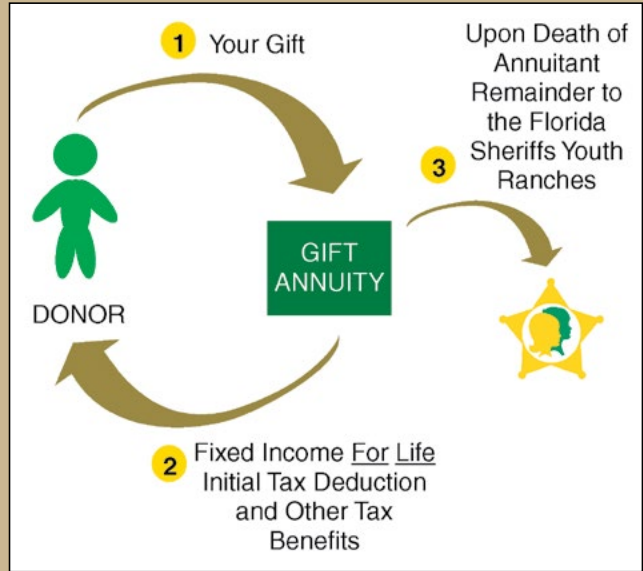 1 Your Gift
Upon Death of
Annuitant
Remainder to
the Florida
Sheriffs Youth
Ranches
3
GIFT
ANNUITY
DONOR
2 Fixed Income For Life
Initial Tax Deduction
and Other Tax
Benefits